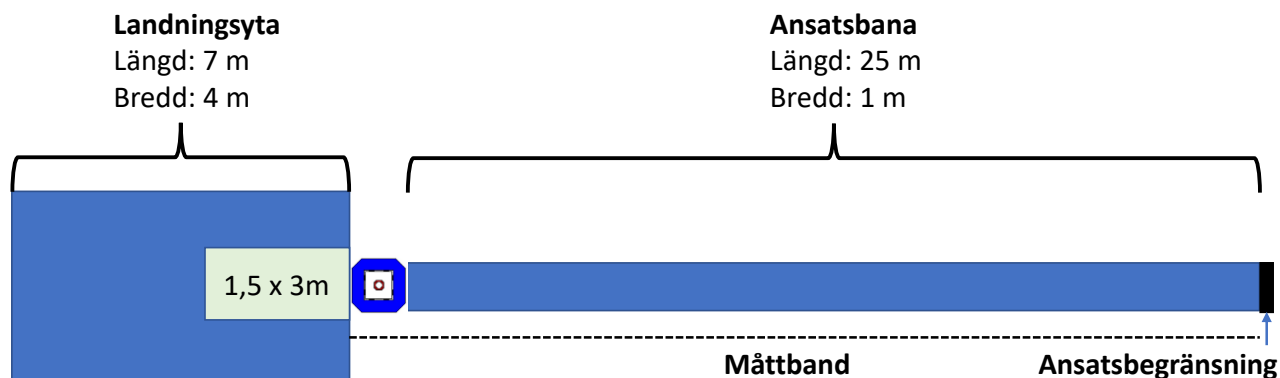 Landningsyta
Längd: 7 m
Bredd: 4 m
Ansatsbana
Längd: 25 m
Bredd: 1 m
1,5 x 3m
Måttband
Ansatsbegränsning